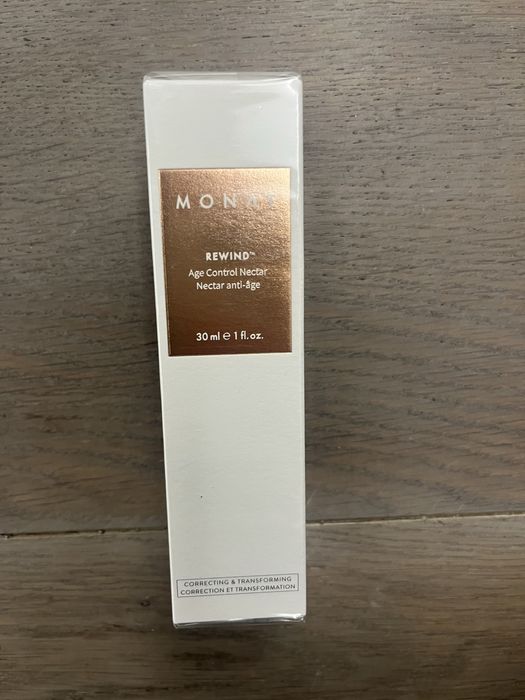 MONAT
REWIND™
Age Control Nectar
Nectar anti-âge
30 ml ℮ 1 fl. oz.
CORRECTING & TRANSFORMING
CORRECTION ET TRANSFORMATION